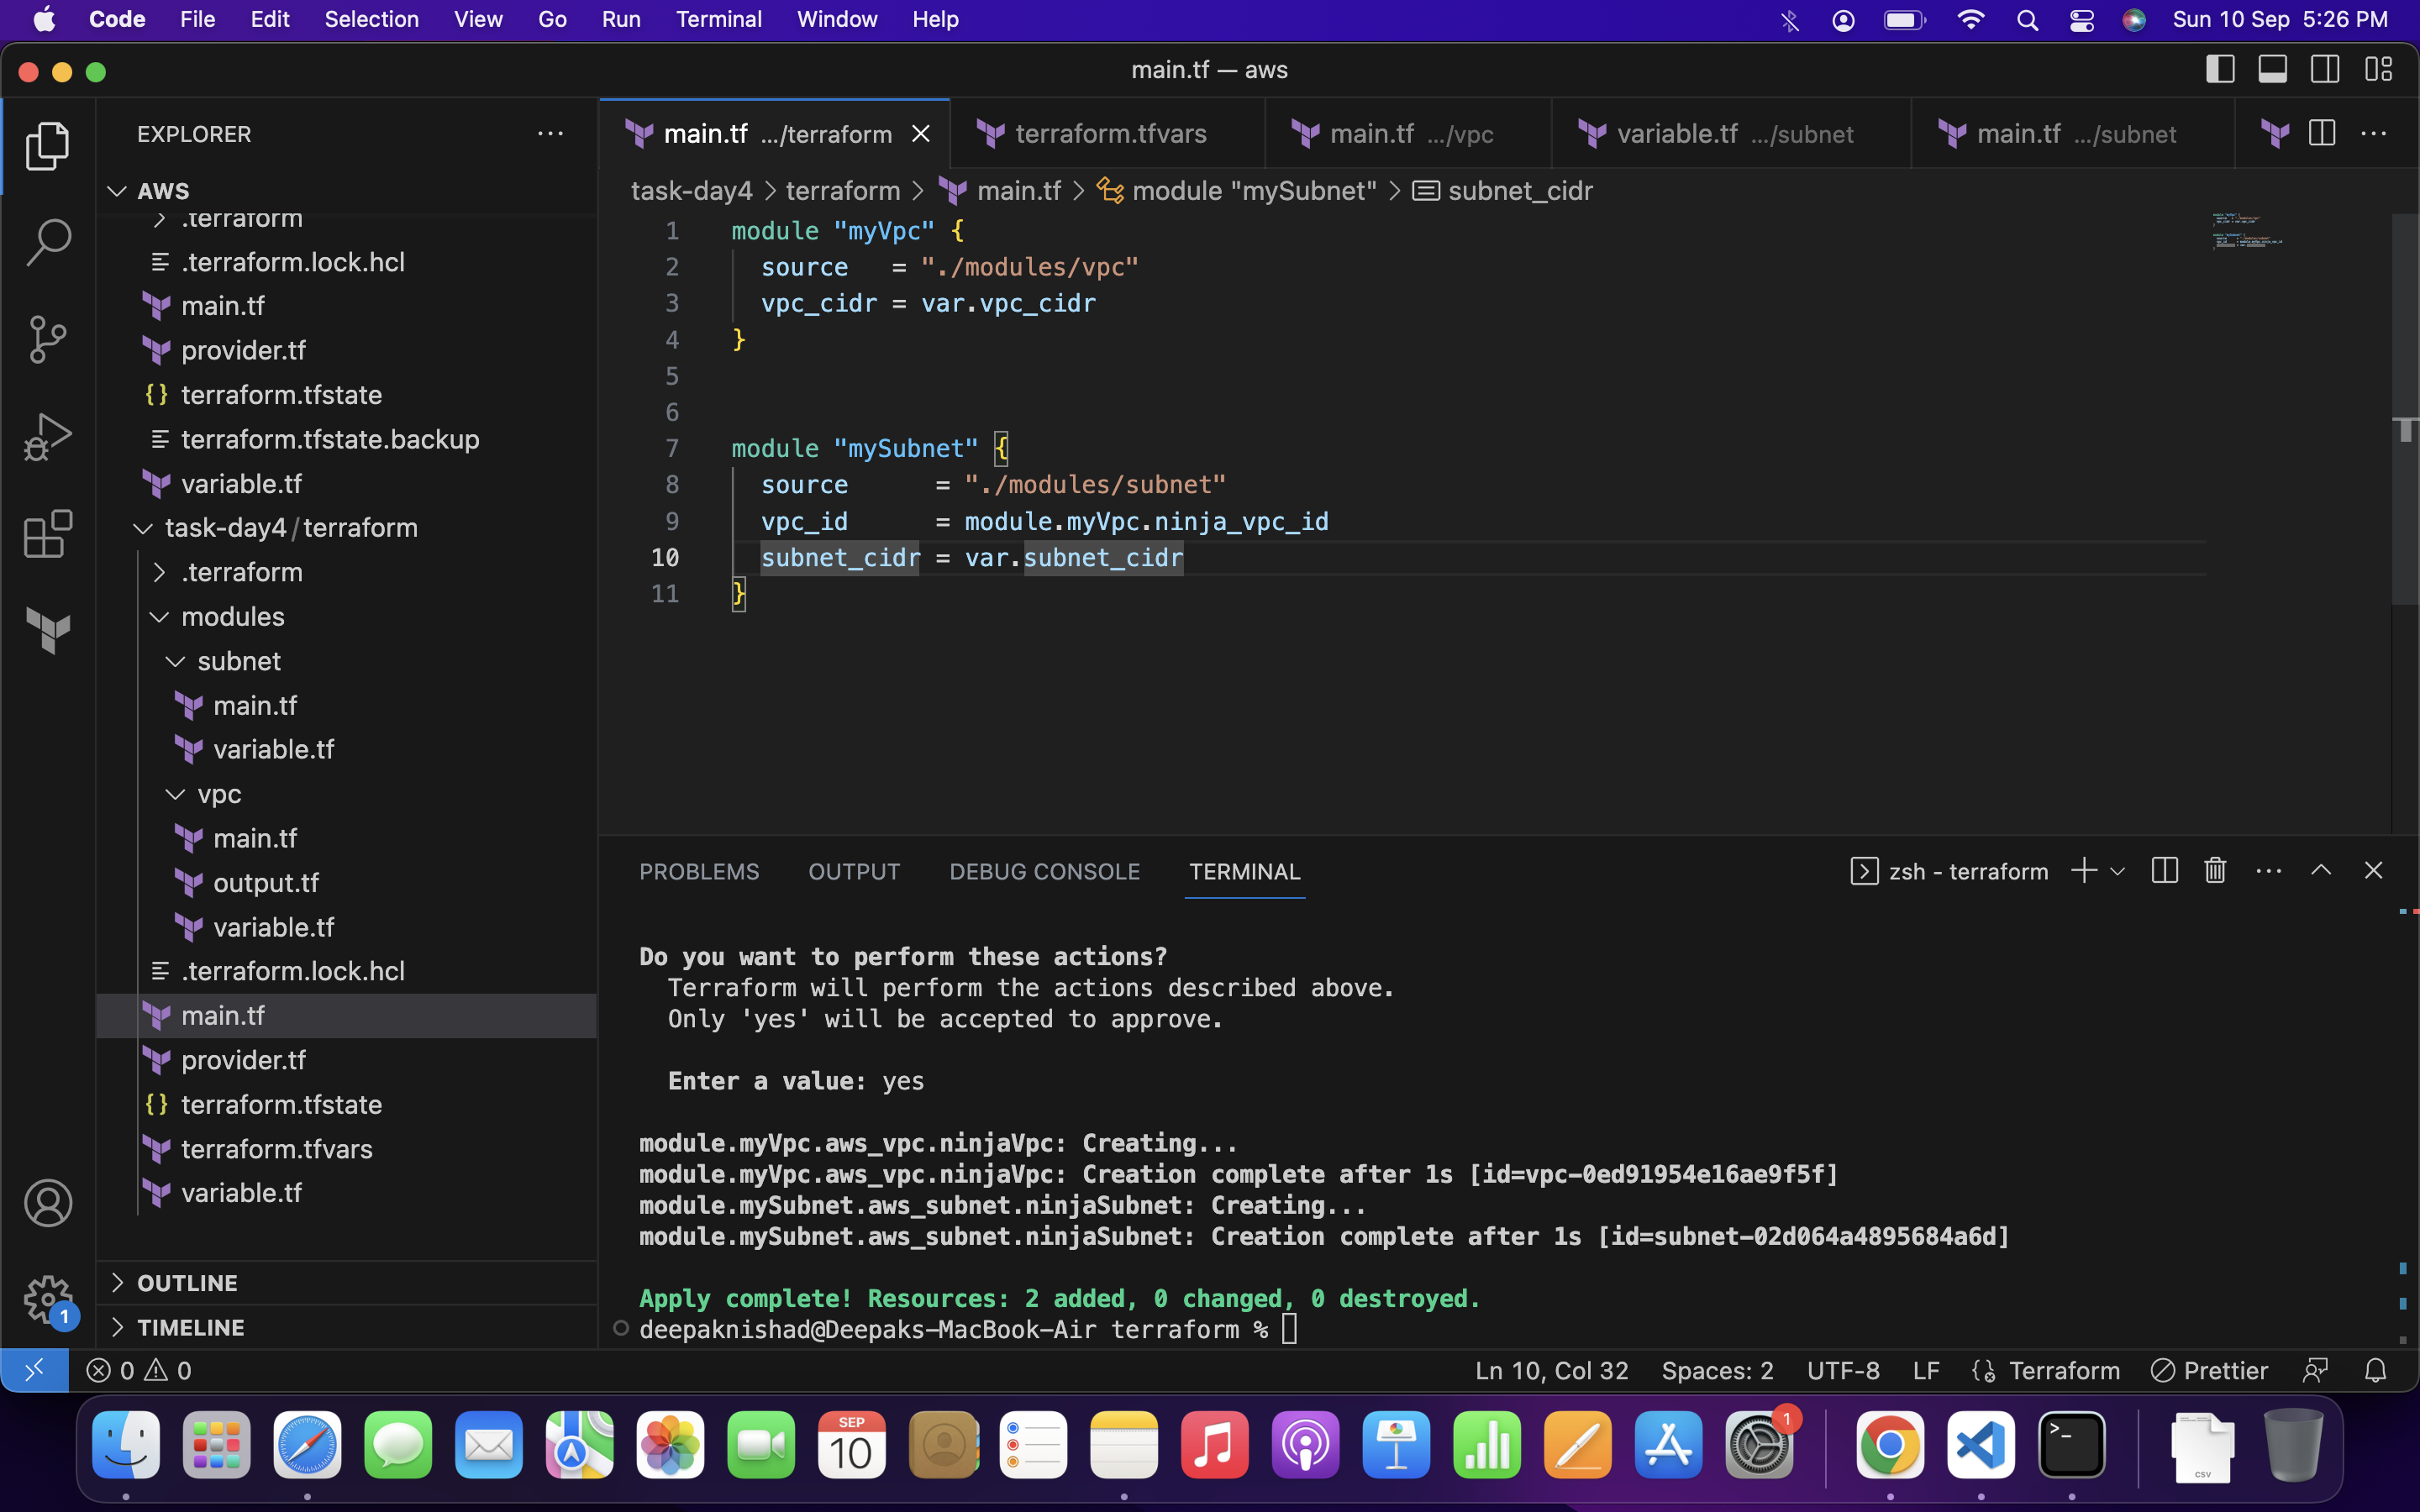 Code File Edit Selection View Go Run Terminal Window Help Sun 10 Sep 5:26 PM
main.tf — aws
EXPLORER
AWS
.terraform
.terraform.lock.hcl
main.tf
provider.tf
terraform.tfstate
terraform.tfstate.backup
variable.tf
task-day4/terraform
.terraform
modules
subnet
main.tf
variable.tf
vpc
main.tf
output.tf
variable.tf
.terraform.lock.hcl
main.tf
provider.tf
terraform.tfstate
terraform.tfvars
variable.tf
OUTLINE
TIMELINE
1
main.tf .../terraform terraform.tfvars main.tf .../vpc variable.tf .../subnet main.tf .../subnet
task-day4 > terraform > main.tf > module "mySubnet" > subnet_cidr
1 module "myVpc" {
2 source = "./modules/vpc"
3 vpc_cidr = var.vpc_cidr
4 }
5
6
7 module "mySubnet" {
8 source = "./modules/subnet"
9 vpc_id = module.myVpc.ninja_vpc_id
10 subnet_cidr = var.subnet_cidr
11 }
PROBLEMS OUTPUT DEBUG CONSOLE TERMINAL zsh - terraform
Do you want to perform these actions?
Terraform will perform the actions described above.
Only 'yes' will be accepted to approve.
Enter a value: yes
module.myVpc.aws_vpc.ninjaVpc: Creating...
module.myVpc.aws_vpc.ninjaVpc: Creation complete after 1s [id=vpc-0ed91954e16ae9f5f]
module.mySubnet.aws_subnet.ninjaSubnet: Creating...
module.mySubnet.aws_subnet.ninjaSubnet: Creation complete after 1s [id=subnet-02d064a4895684a6d]
Apply complete! Resources: 2 added, 0 changed, 0 destroyed.
deepaknishad@Deepaks-MacBook-Air terraform %
0 0 Ln 10, Col 32 Spaces: 2 UTF-8 LF Terraform Prettier
SEP
10
1
CSV